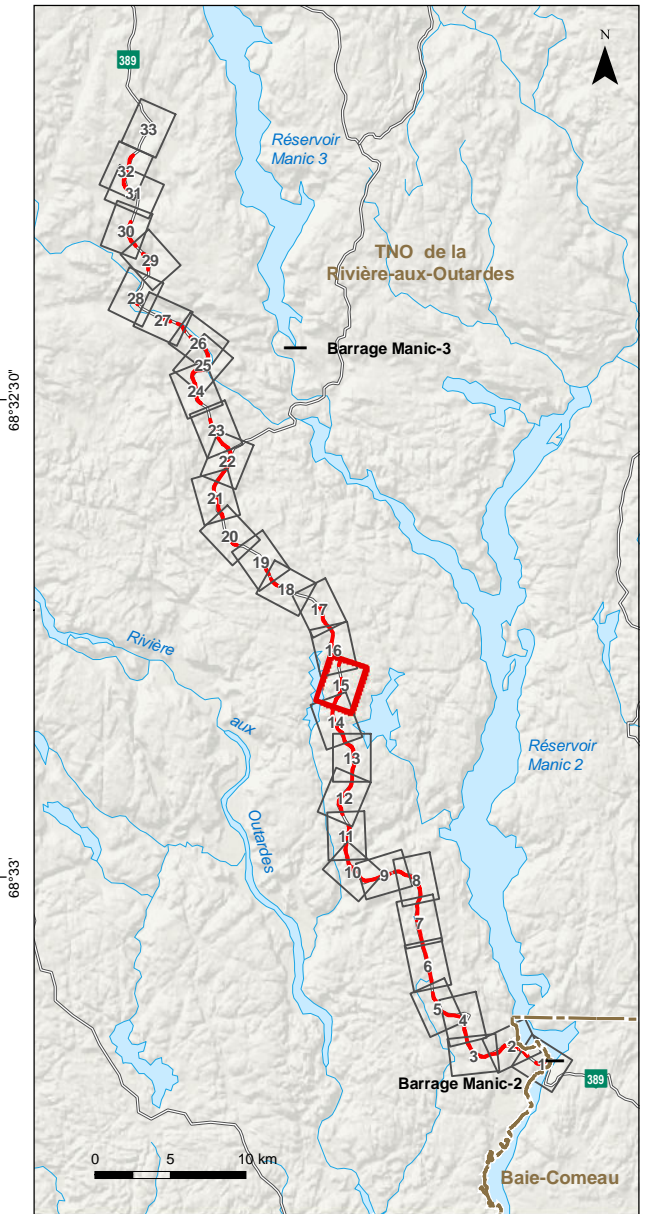 N
389
33
Réservoir
Manic 3
32
31
TNO de la
Rivière-aux-Outardes
30
29
28
27
26
Barrage Manic-3
25
24
68°32'30"
23
22
21
20
19
18
17
Rivière
16
15
aux
14
Réservoir
Manic 2
13
12
Outardes
11
10
9
8
68°33'
7
6
5
4
3
2
1
Barrage Manic-2
389
0 5 10 km
Baie-Comeau